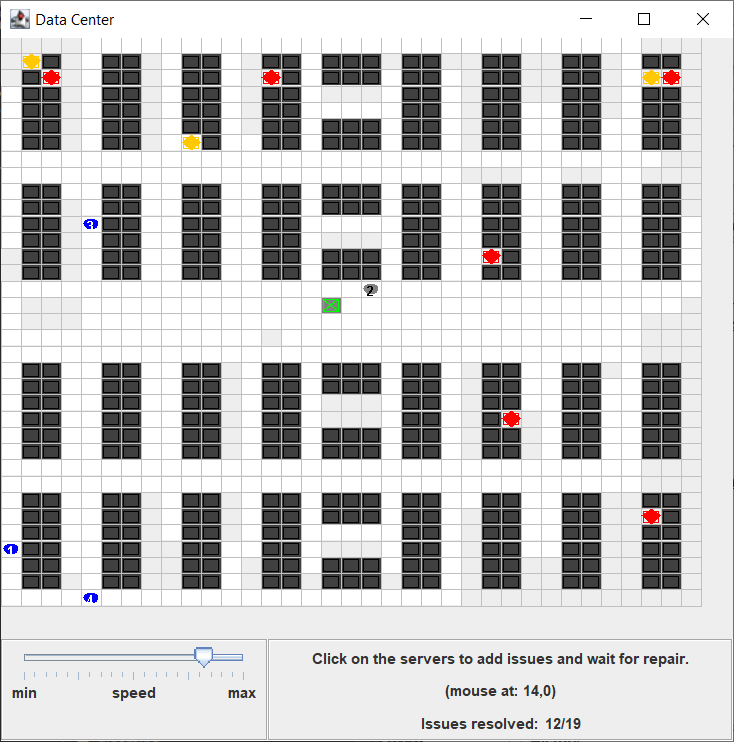 Data Center
3
2
1
4
min speed max
Click on the servers to add issues and wait for repair.
(mouse at: 14,0)
Issues resolved: 12/19